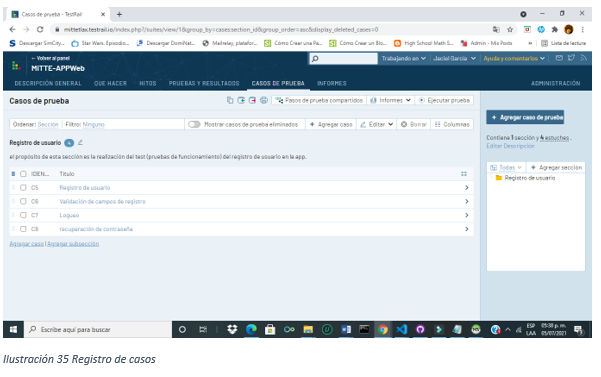 Casos de prueba - TestRail
mittetlax.testrail.io/index.php?/suites/view/1&group_by=cases:section_id&group_order=asc&display_deleted_cases=0
Descargar SimCity... Star Wars. Episodio... Descargar DomiNat... Melnelay, platafor... Cómo Crear una Pa... Cómo Crear un Blo... High School Math S... Admin - Mis Posts » Lista de lectura
← Volver al panel
MiTTE-APPWeb
Trabajando en Jaciel García Ayuda y comentarios
DESCRIPCIÓN GENERAL QUE HACER HITOS PRUEBAS Y RESULTADOS CASOS DE PRUEBA INFORMES ADMINISTRACIÓN
Casos de prueba
Pasos de prueba compartidos Informes Ejecutar prueba
Ordenar: Sección Filtro: Ninguno Mostrar casos de prueba eliminados + Agregar caso Editar Borrar Columnas
Registro de usuario 4
el propósito de esta sección es la realización del test (pruebas de funcionamiento) del registro de usuario en la app.
IDEN... Título
C5 Registro de usuario
C6 Validación de campos de registro
C7 Logueo
C8 recuperación de contraseña
Agregar caso | Agregar subsección
+ Agregar caso de prueba
Contiene 1 sección y 4 estuches .
Editar Descripción
Todas + Agregar sección
Registro de usuario
Escribe aquí para buscar
ESP
LAA
05:38 p. m.
05/07/2021
Ilustración 35 Registro de casos